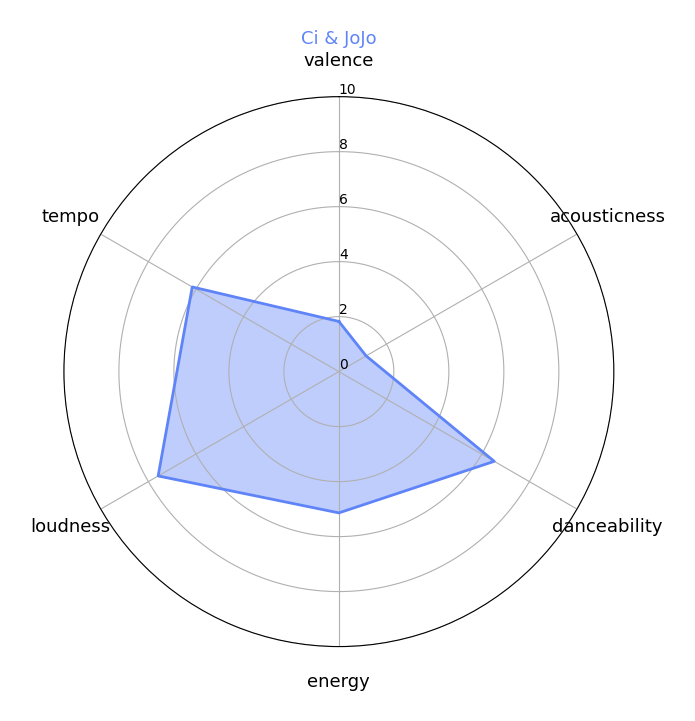 Ci & JoJo
valence
10
8
6
4
2
0
tempo
acousticness
loudness
danceability
energy